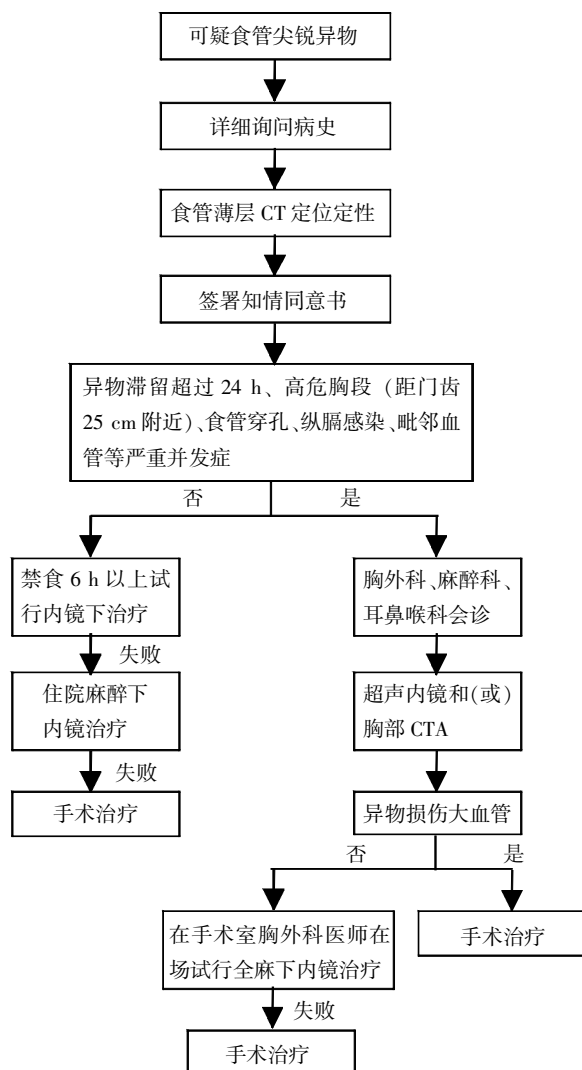 可疑食管尖锐异物
详细询问病史
食管薄层 CT 定位定性
签署知情同意书
异物滞留超过 24 h、高危胸段（距门齿
25 cm 附近）、食管穿孔、纵膈感染、毗邻血
管等严重并发症
否
是
禁食 6 h 以上试
行内镜下治疗
胸外科、麻醉科、
耳鼻喉科会诊
失败
住院麻醉下
内镜治疗
超声内镜和(或)
胸部 CTA
失败
手术治疗
异物损伤大血管
否
是
在手术室胸外科医师在
场试行全麻下内镜治疗
手术治疗
失败
手术治疗